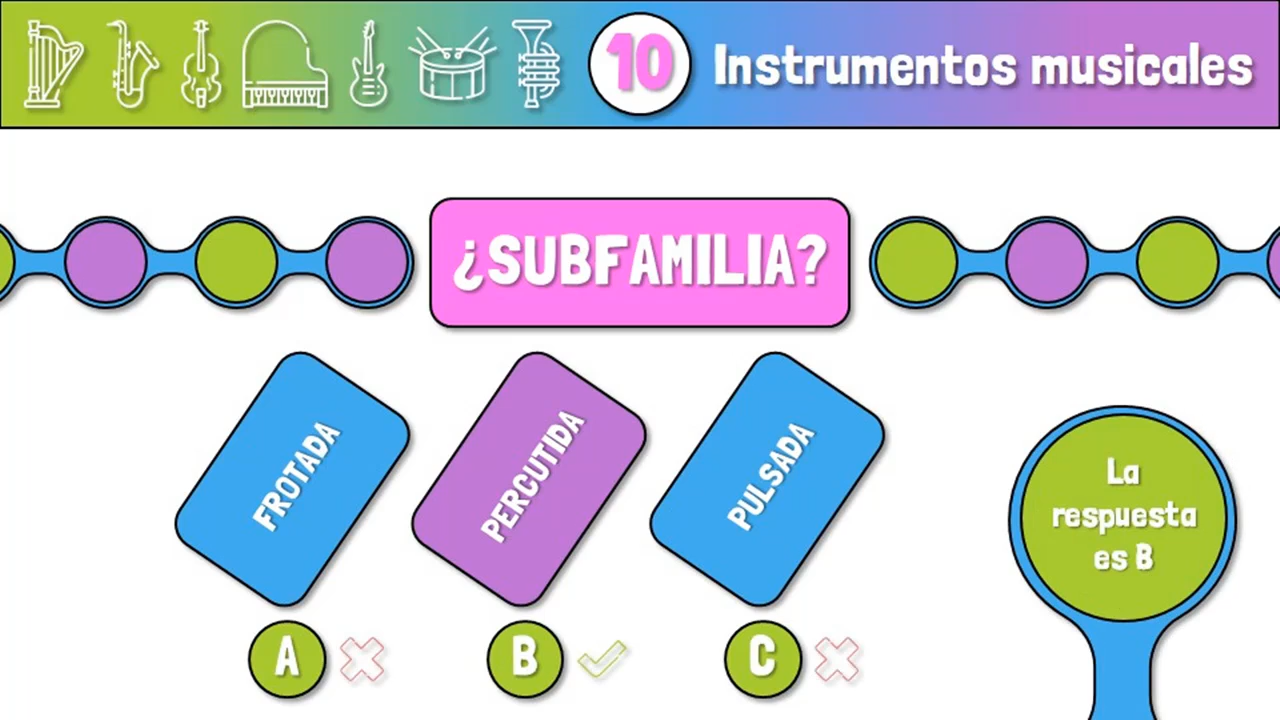 10
Instrumentos musicales
¿SUBFAMILIA?
FROTADA
PERCUTIDA
PULSADA
La
respuesta
es B
A
B
C